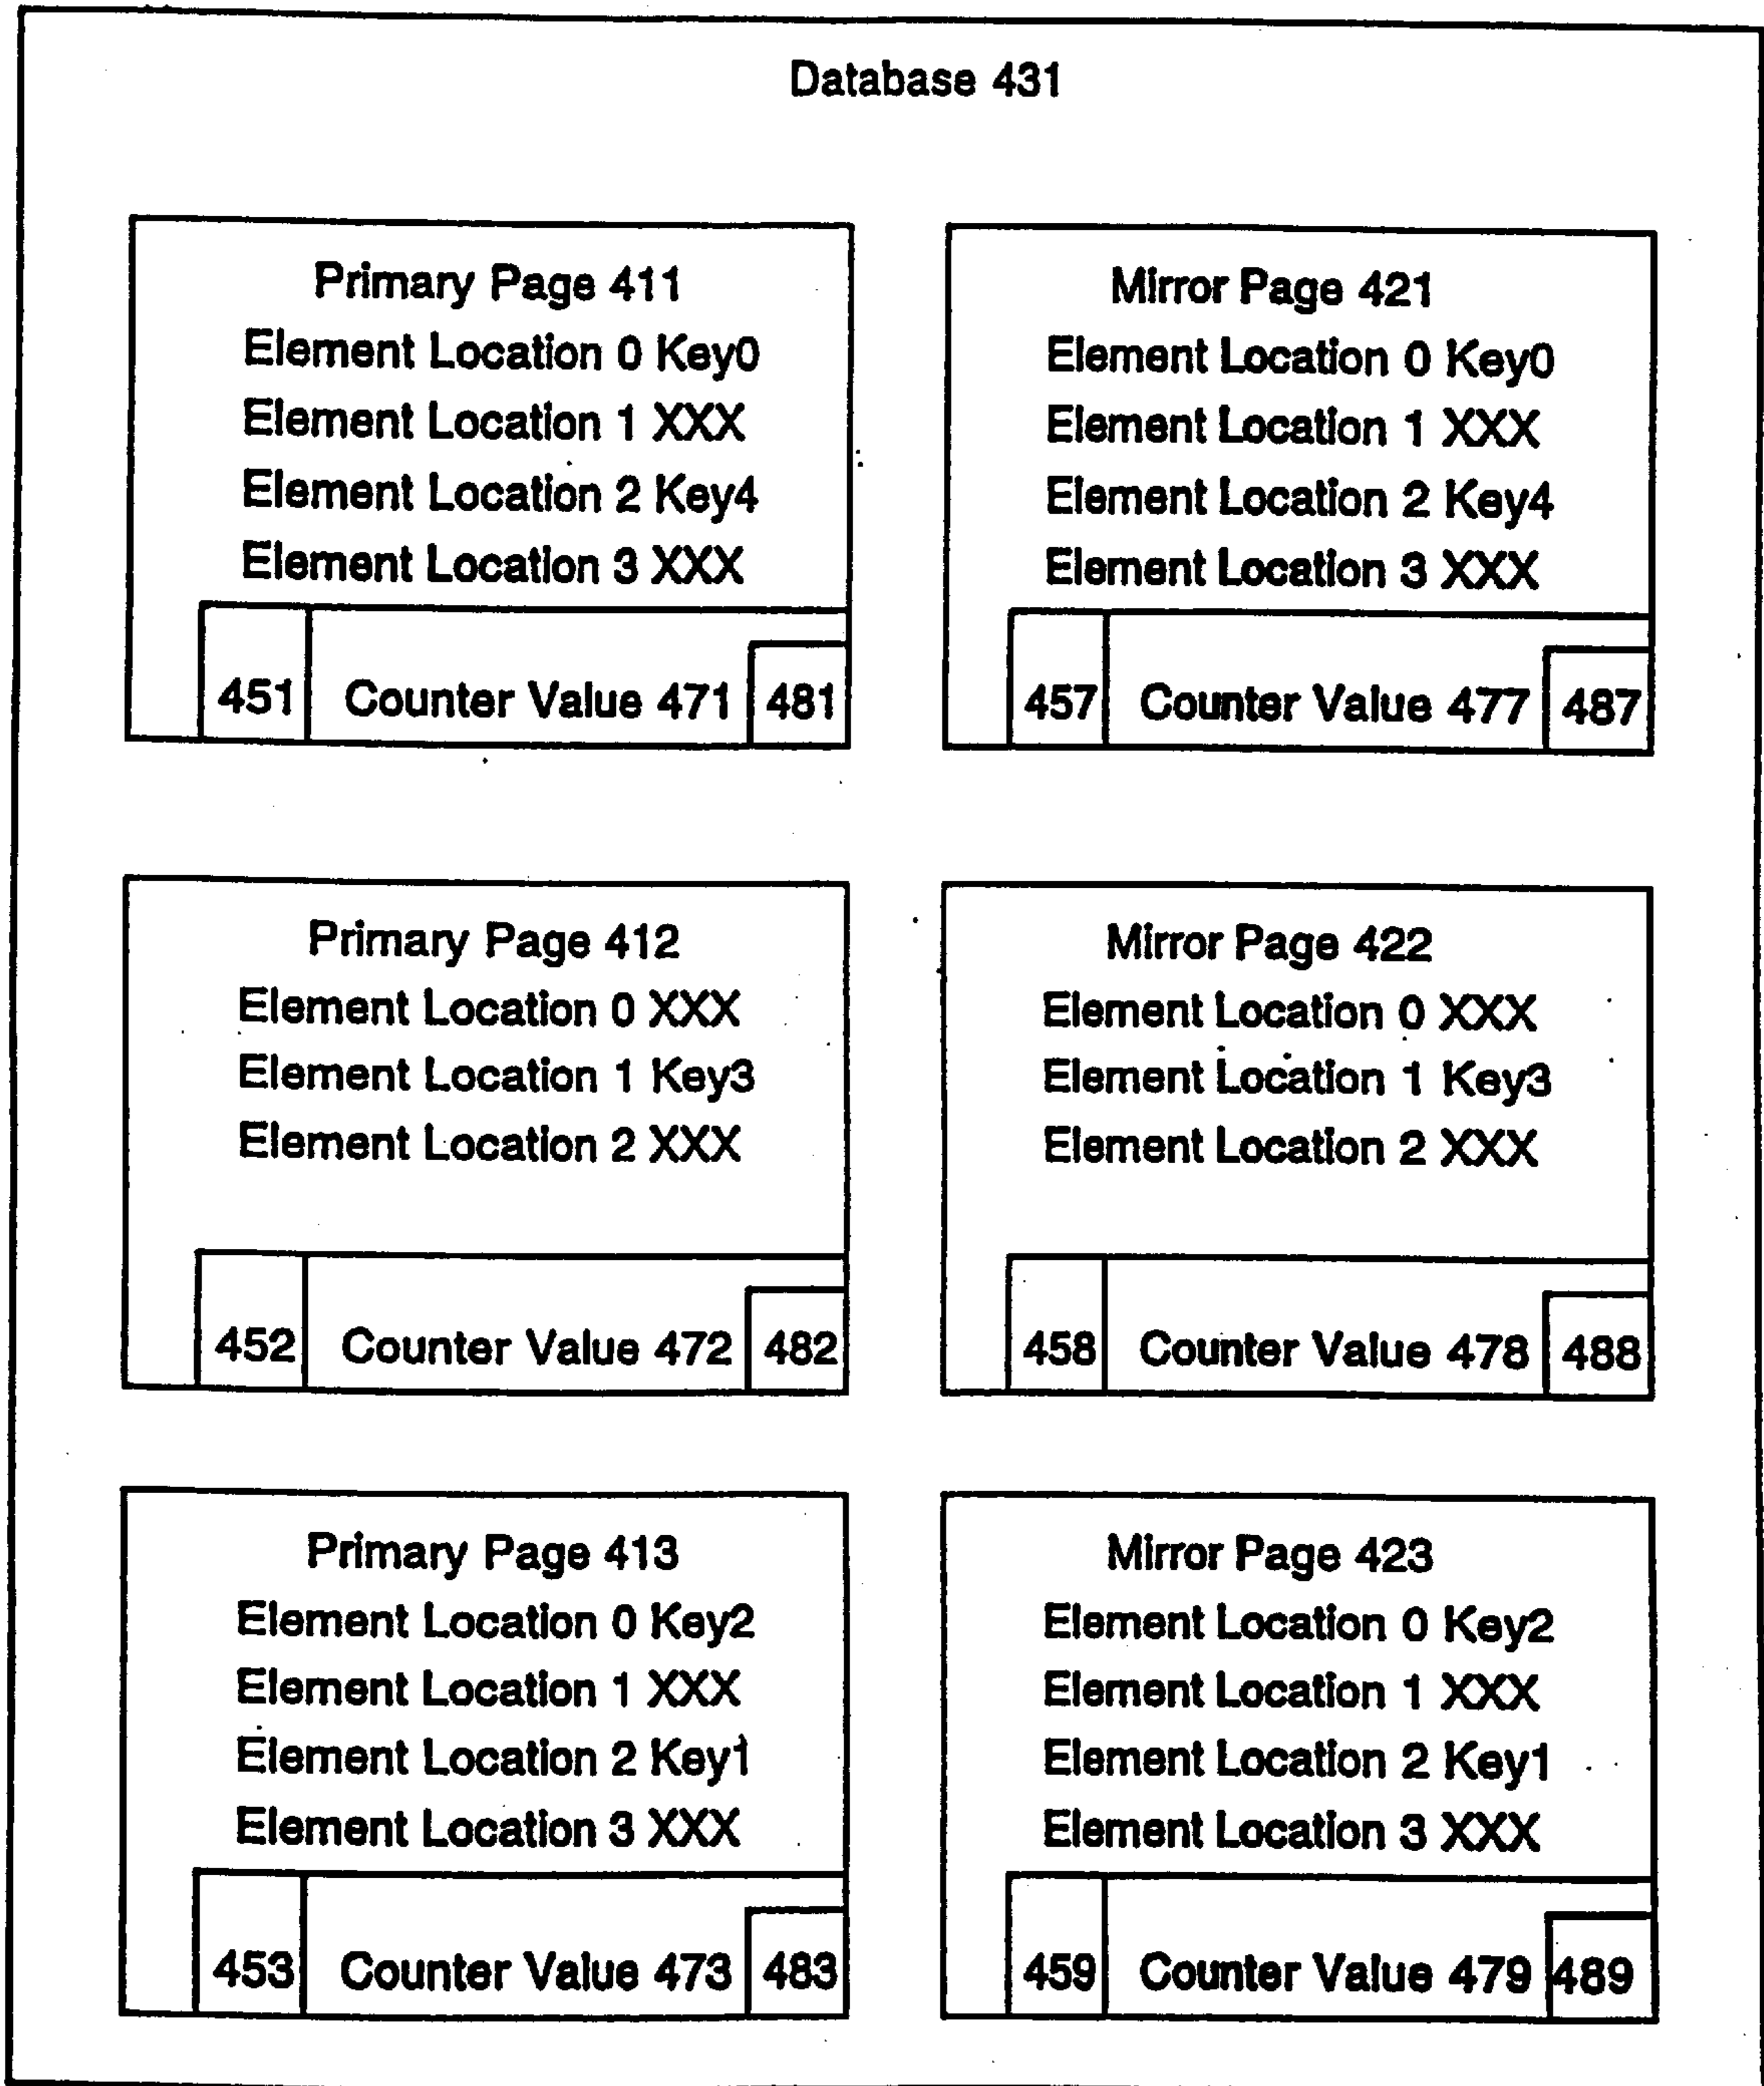 Database 431
Primary Page 411
Element Location 0 Key0
Element Location 1 XXX
Element Location 2 Key4
Element Location 3 XXX
451 Counter Value 471 481
Mirror Page 421
Element Location 0 Key0
Element Location 1 XXX
Element Location 2 Key4
Element Location 3 XXX
457 Counter Value 477 487
Primary Page 412
Element Location 0 XXX
Element Location 1 Key3
Element Location 2 XXX
452 Counter Value 472 482
Mirror Page 422
Element Location 0 XXX
Element Location 1 Key3
Element Location 2 XXX
458 Counter Value 478 488
Primary Page 413
Element Location 0 Key2
Element Location 1 XXX
Element Location 2 Key1
Element Location 3 XXX
453 Counter Value 473 483
Mirror Page 423
Element Location 0 Key2
Element Location 1 XXX
Element Location 2 Key1
Element Location 3 XXX
459 Counter Value 479 489